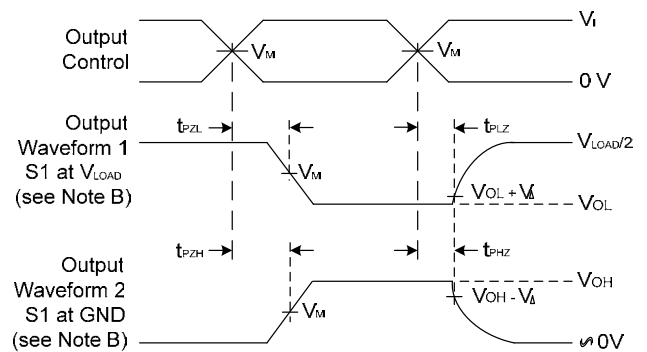 Output
Control
VM
VM
VI
0 V
Output
Waveform 1
S1 at VLOAD
(see Note B)
tPZL
tPLZ
VM
VLOAD/2
VOL + VΔ
VOL
Output
Waveform 2
S1 at GND
(see Note B)
tPZH
tPHZ
VM
VOH
VOH - VΔ
∽0V